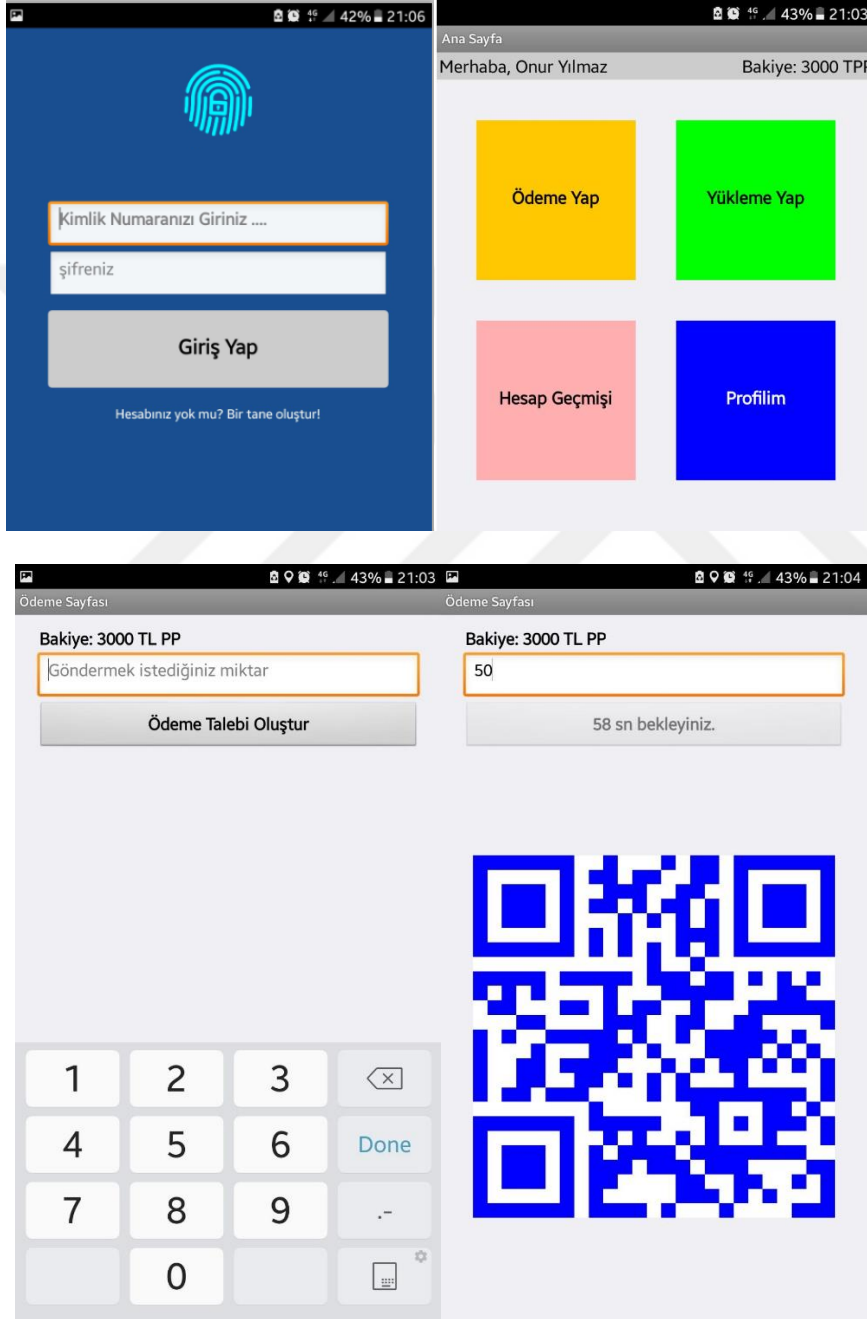 42% 21:06
Kimlik Numaranızı Giriniz ....
şifreniz
Giriş Yap
Hesabınız yok mu? Bir tane oluştur!
4G 43% 21:03
Ana Sayfa
Merhaba, Onur Yılmaz Bakiye: 3000 TPP
Ödeme Yap Yükleme Yap
Hesap Geçmişi Profilim
4G 43% 21:03
Ödeme Sayfası
Bakiye: 3000 TL PP
Göndermek istediğiniz miktar
Ödeme Talebi Oluştur
1 2 3
4 5 6 Done
7 8 9 .-
0
4G 43% 21:04
Ödeme Sayfası
Bakiye: 3000 TL PP
50
58 sn bekleyiniz.